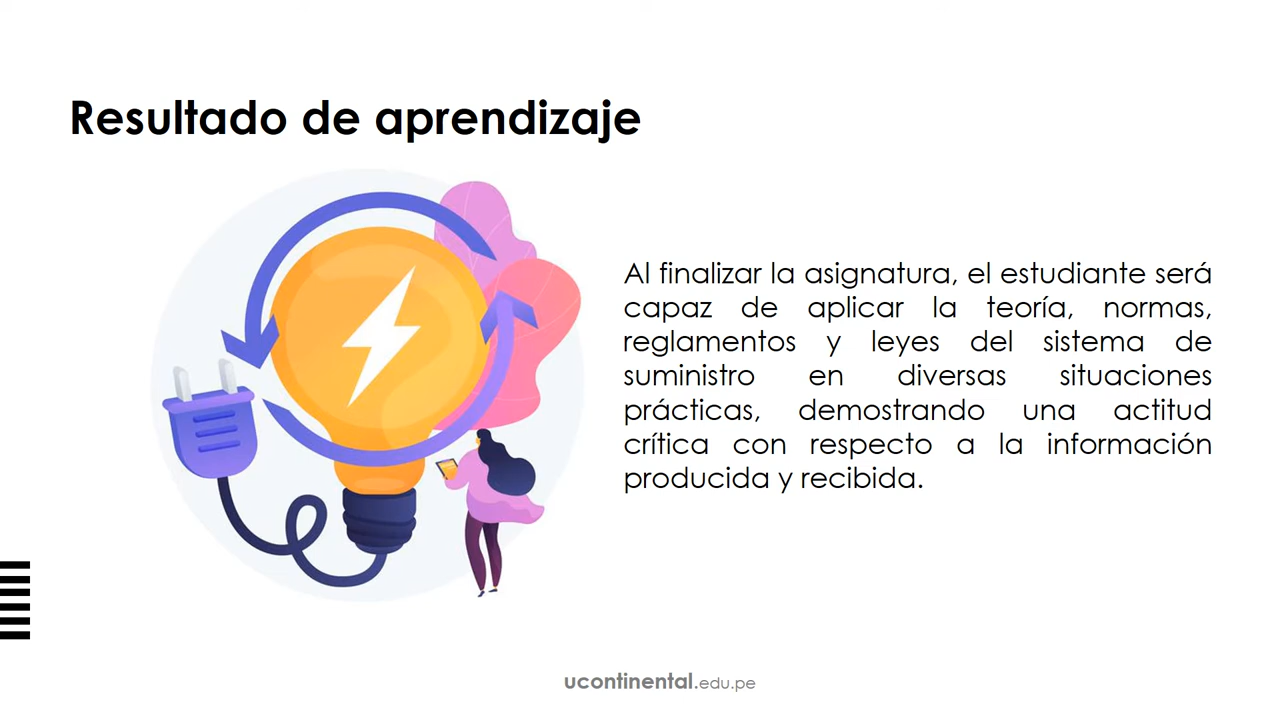 Resultado de aprendizaje
Al finalizar la asignatura, el estudiante será
capaz de aplicar la teoría, normas,
reglamentos y leyes del sistema de
suministro en diversas situaciones
prácticas, demostrando una actitud
crítica con respecto a la información
producida y recibida.
ucontinental.edu.pe